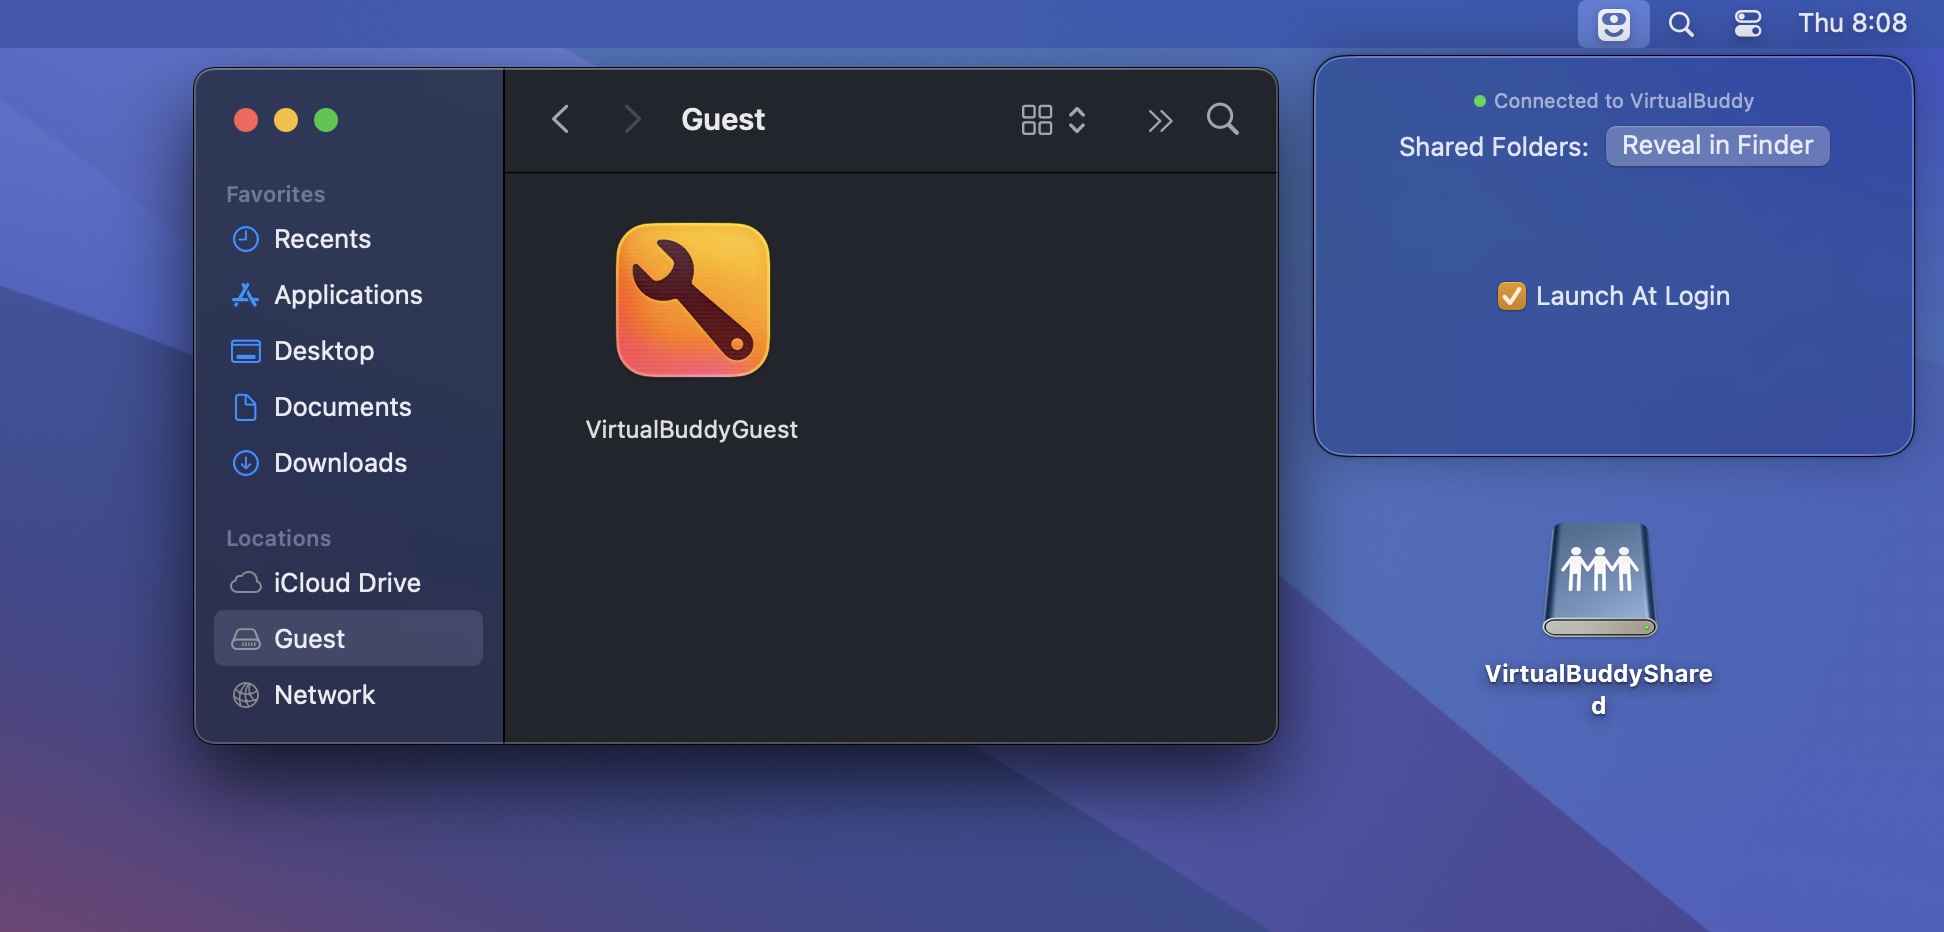 Thu 8:08
Guest
Favorites
Recents
Applications
Desktop
Documents
Downloads
Locations
iCloud Drive
Guest
Network
VirtualBuddyGuest
Connected to VirtualBuddy
Shared Folders: Reveal in Finder
Launch At Login
VirtualBuddyShare
d